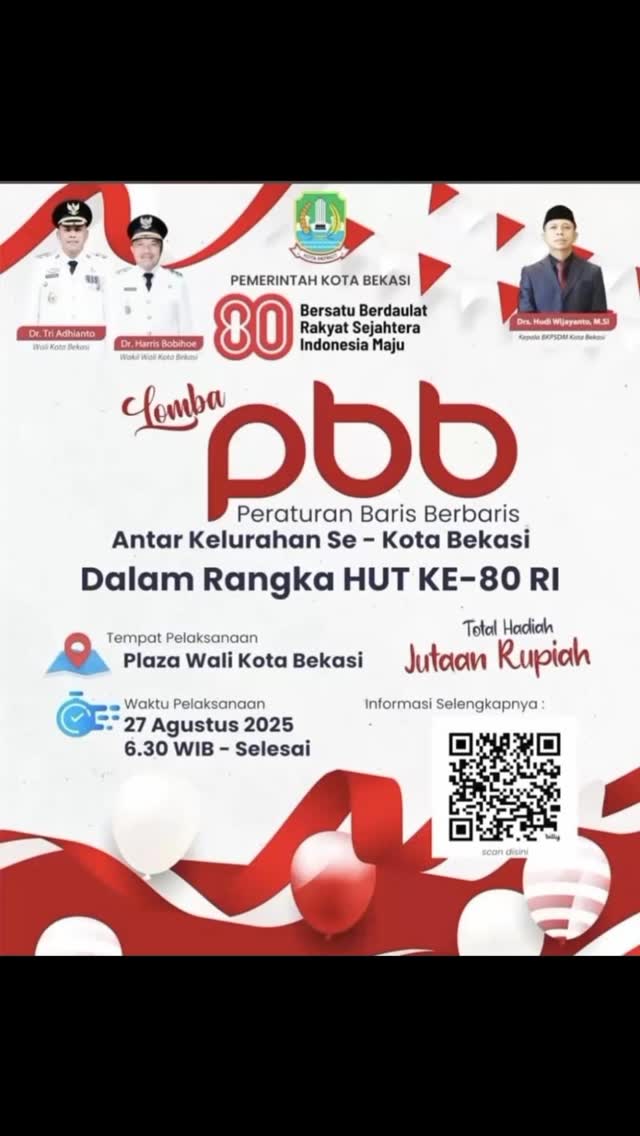 KOTA PATRIOT
PEMERINTAH KOTA BEKASI
80
Bersatu Berdaulat
Rakyat Sejahtera
Indonesia Maju
Dr. Tri Adhianto
Wali Kota Bekasi
Dr. Harris Bobihoe
Wakil Wali Kota Bekasi
Drs. Hudi Wijayanto, M.Si
Kepala BKPSDM Kota Bekasi
Lomba
pbb
Peraturan Baris Berbaris
Antar Kelurahan Se - Kota Bekasi
Dalam Rangka HUT KE-80 RI
Tempat Pelaksanaan
Plaza Wali Kota Bekasi
Total Hadiah
Jutaan Rupiah
Waktu Pelaksanaan
27 Agustus 2025
6.30 WIB - Selesai
Informasi Selengkapnya :
bitly
scan disini